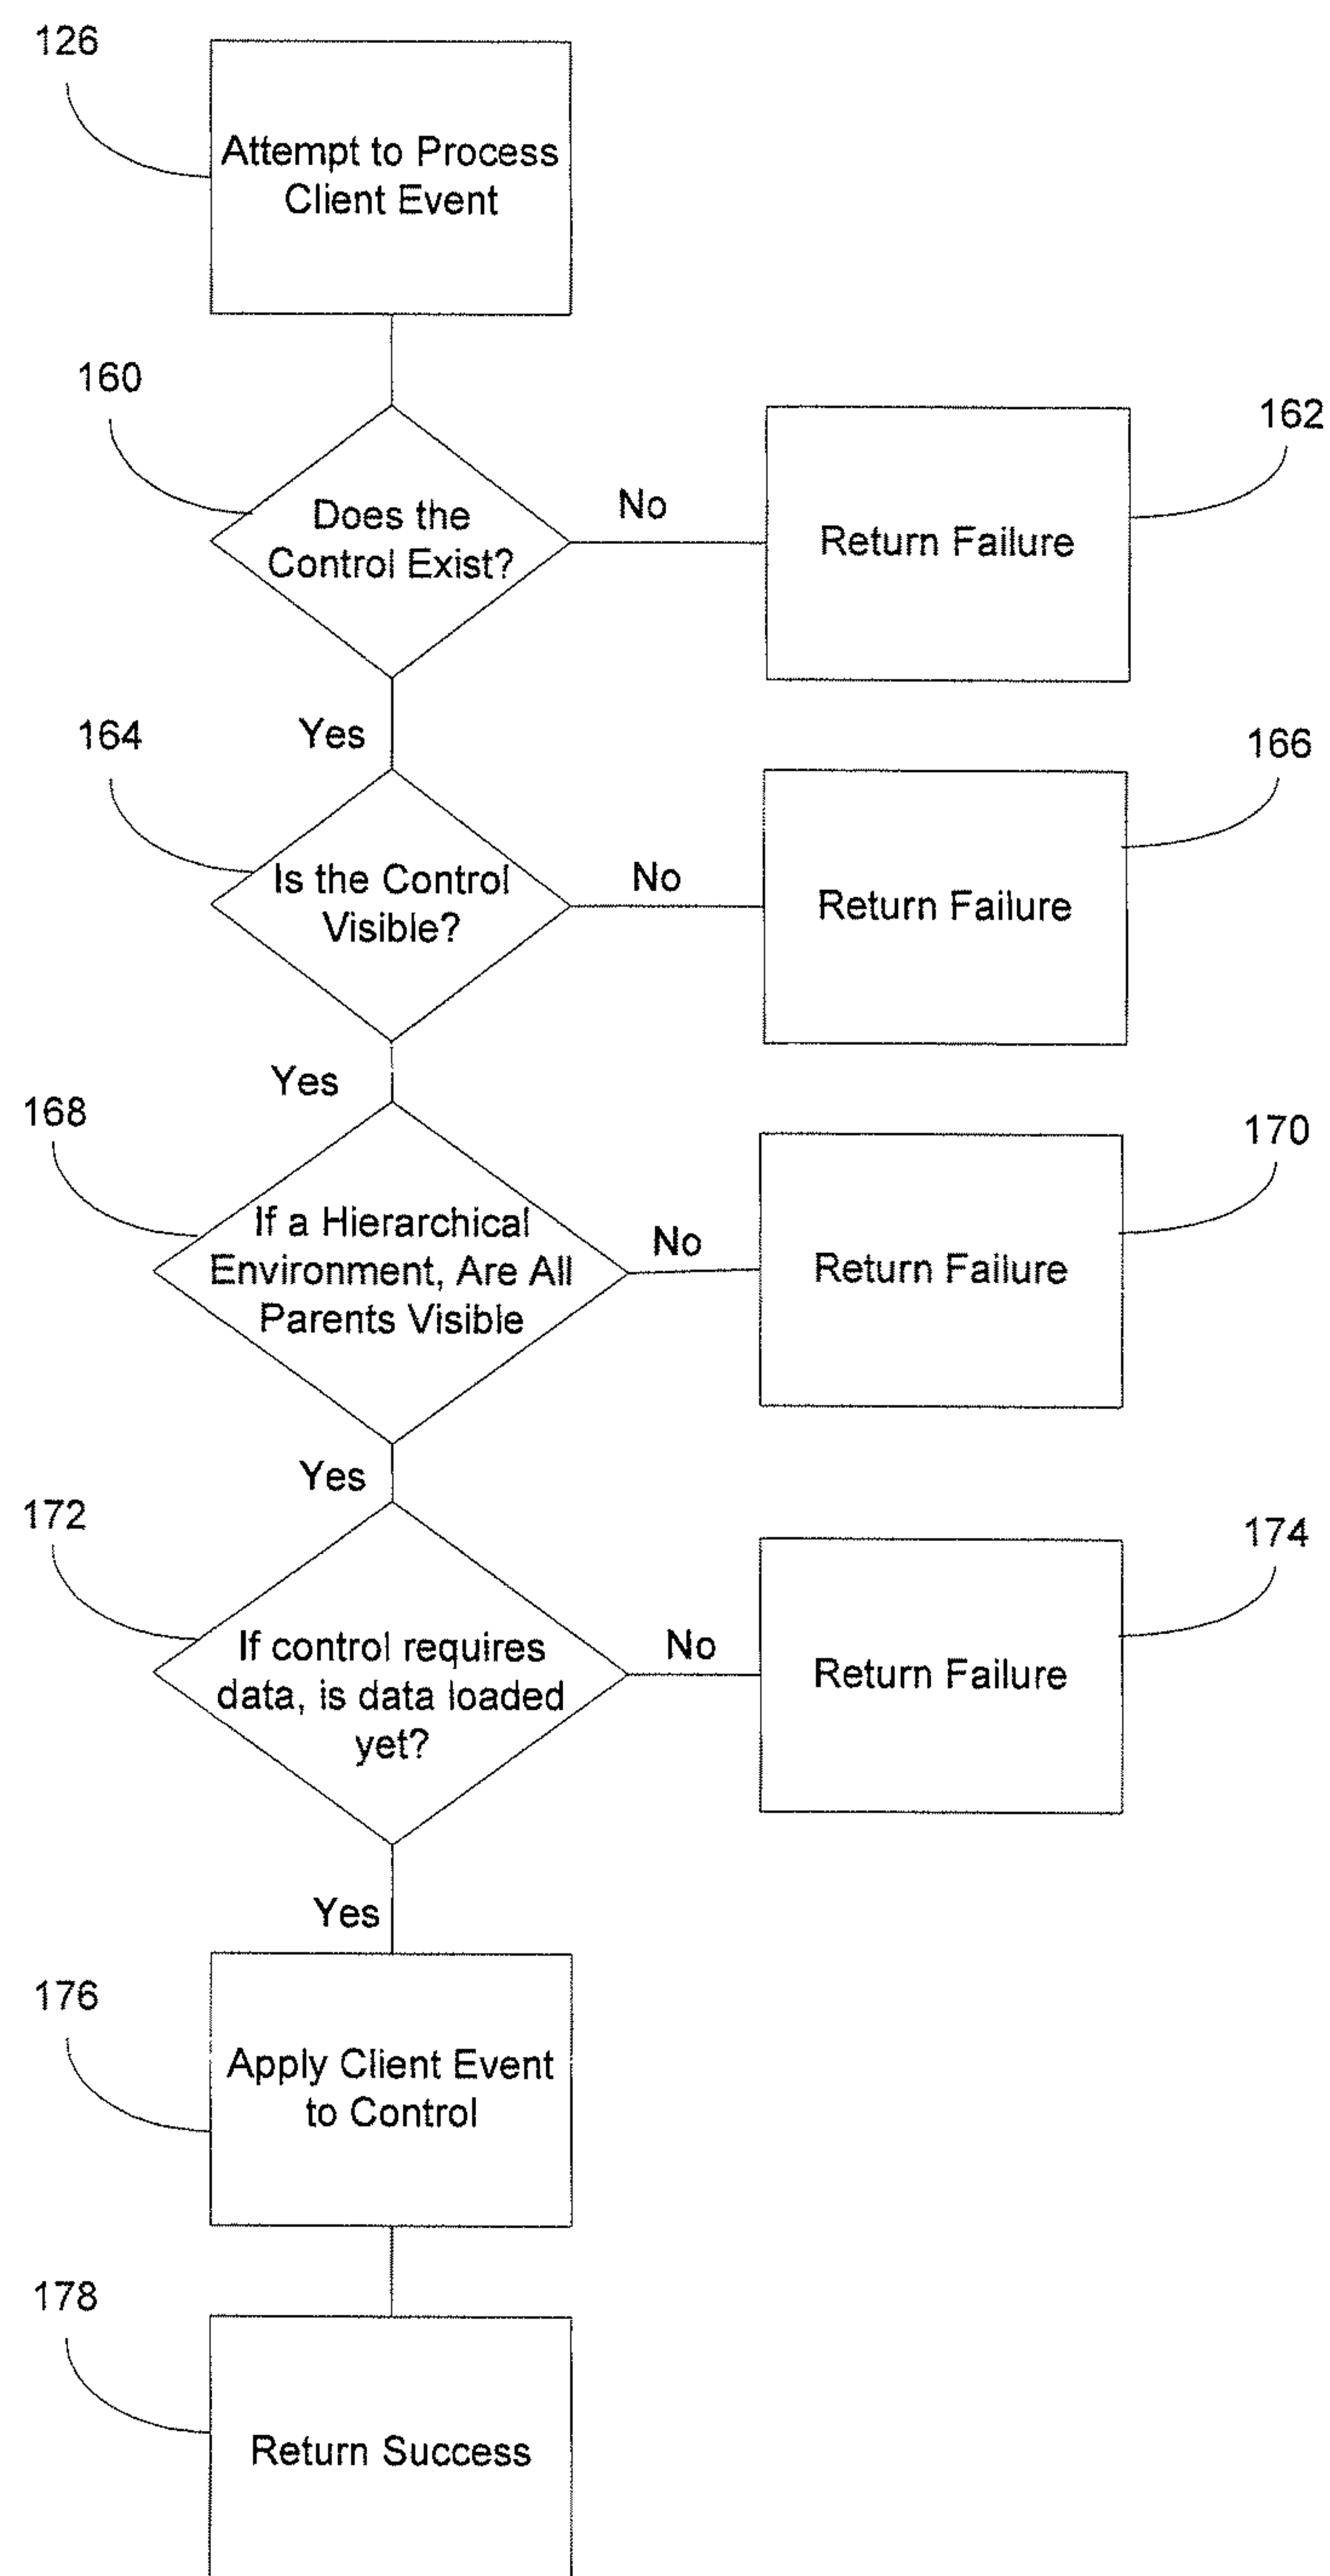 126
Attempt to Process
Client Event
160
Does the
Control Exist?
No
162
Return Failure
Yes
164
Is the Control
Visible?
No
166
Return Failure
Yes
168
If a Hierarchical
Environment, Are All
Parents Visible
No
170
Return Failure
Yes
172
If control requires
data, is data loaded
yet?
No
174
Return Failure
Yes
176
Apply Client Event
to Control
178
Return Success